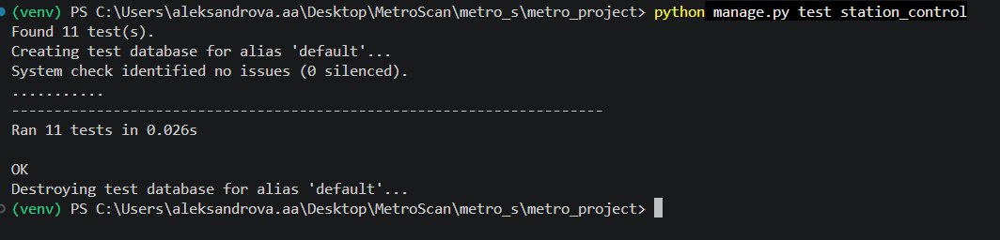 (venv) PS C:\Users\aleksandrova.aa\Desktop\MetroScan\metro_s\metro_project> python manage.py test station_control
Found 11 test(s).
Creating test database for alias 'default'...
System check identified no issues (0 silenced).
...........
----------------------------------------------------------------------
Ran 11 tests in 0.026s
OK
Destroying test database for alias 'default'...
(venv) PS C:\Users\aleksandrova.aa\Desktop\MetroScan\metro_s\metro_project>